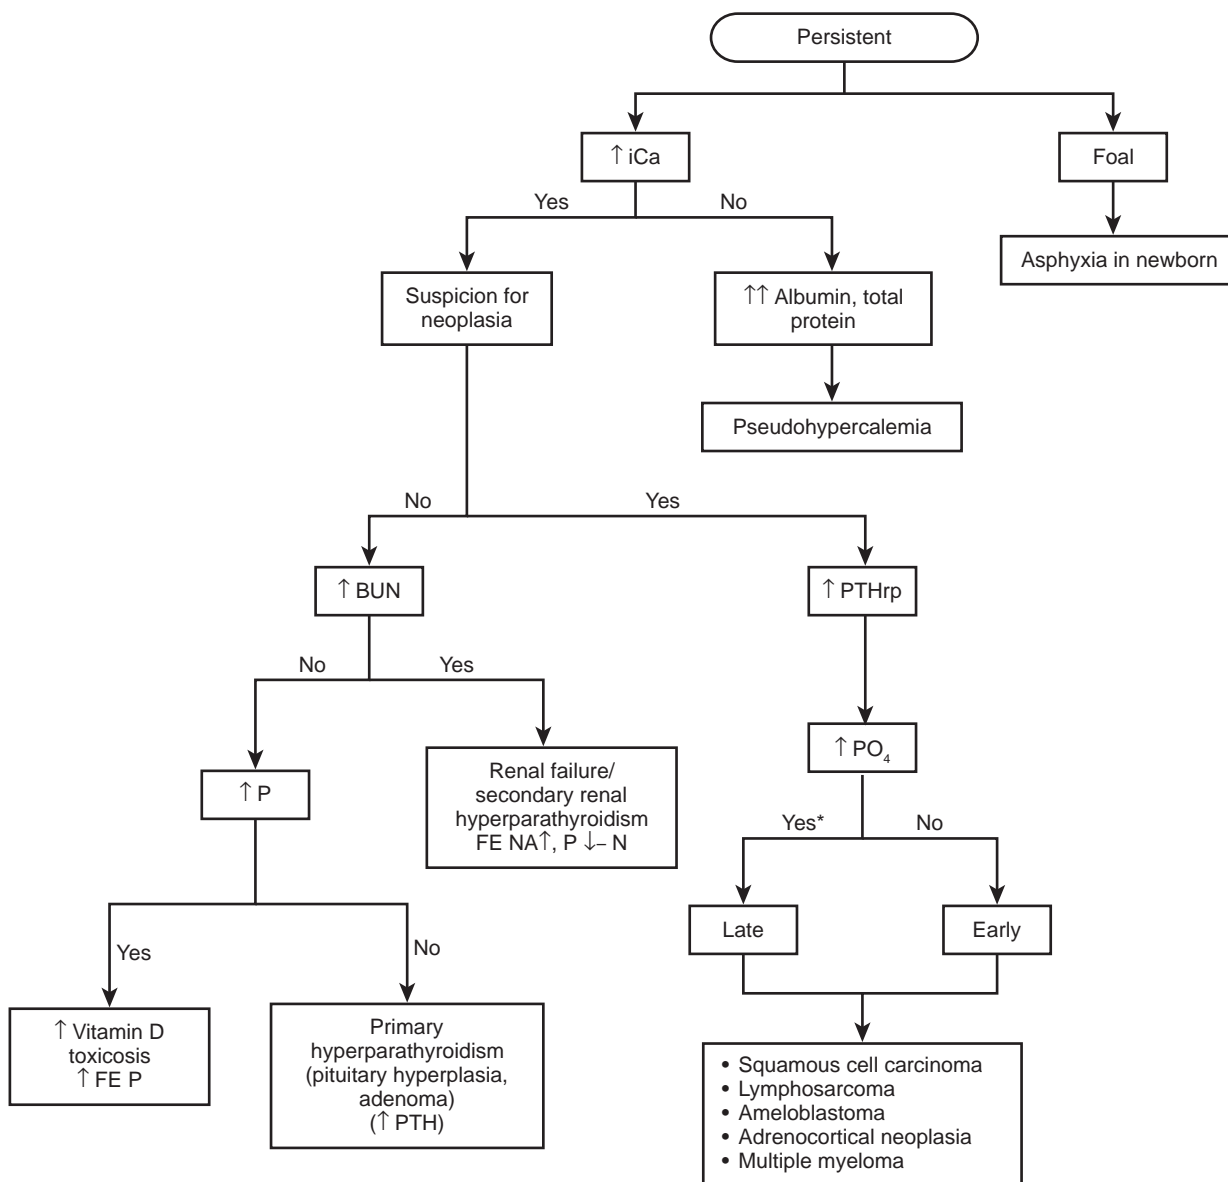 Persistent
↑ iCa
Foal
Yes
No
Asphyxia in newborn
Suspicion for
neoplasia
↑↑ Albumin, total
protein
Pseudohypercalemia
No
Yes
↑ BUN
↑ PTHrp
No
Yes
↑ PO₄
Renal failure/
secondary renal
hyperparathyroidism
FE NA↑, P ↓– N
↑ P
Yes*
No
Late
Early
Yes
No
↑ Vitamin D
toxicosis
↑ FE P
Primary
hyperparathyroidism
(pituitary hyperplasia,
adenoma)
(↑ PTH)
• Squamous cell carcinoma
• Lymphosarcoma
• Ameloblastoma
• Adrenocortical neoplasia
• Multiple myeloma